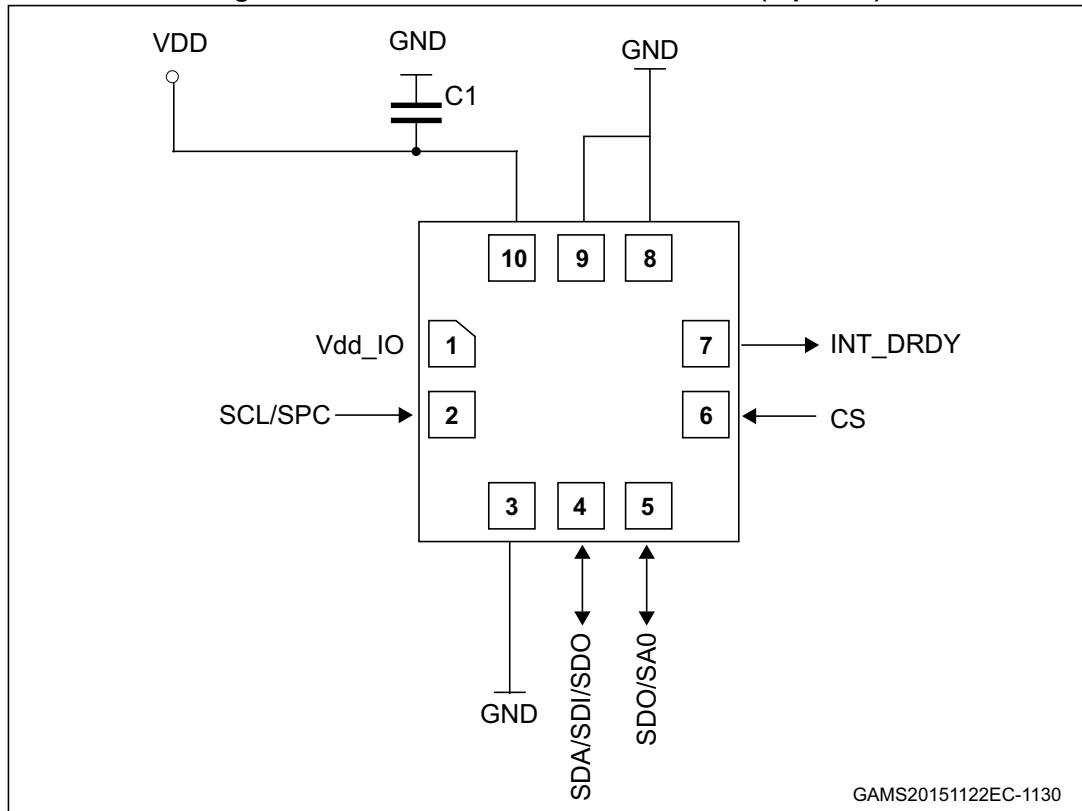 VDD
GND
C1
GND
10
9
8
Vdd_IO
1
7
INT_DRDY
SCL/SPC
2
6
CS
3
4
5
GND
SDA/SDI/SDO
SDO/SA0
GAMS20151122EC-1130